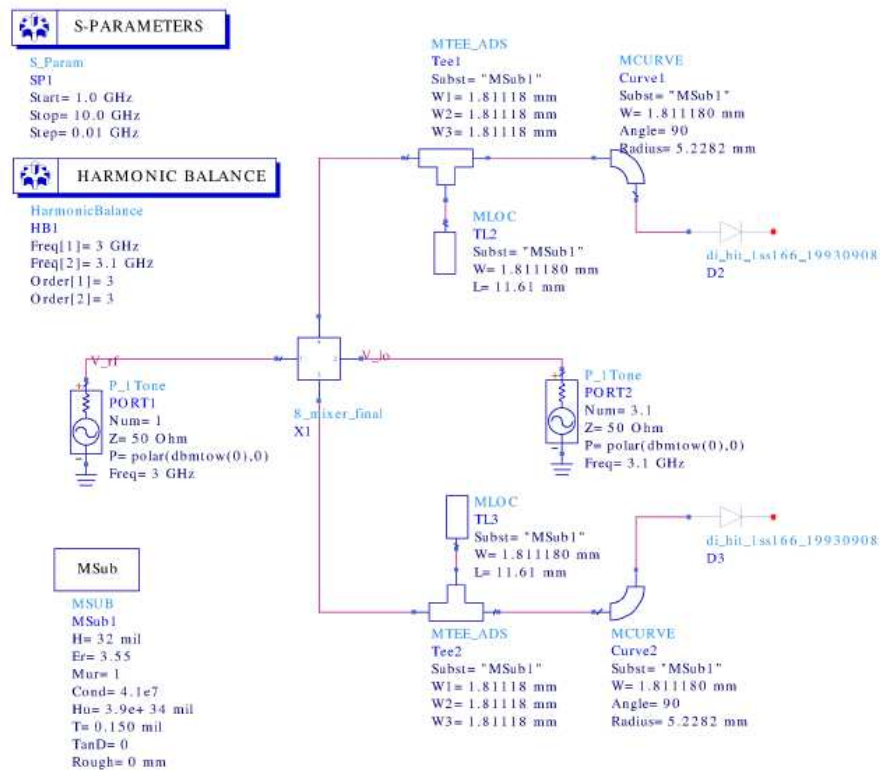 S-PARAMETERS
S_Param
SP1
Start= 1.0 GHz
Stop= 10.0 GHz
Step= 0.01 GHz
HARMONIC BALANCE
HarmonicBalance
HB1
Freq[1]= 3 GHz
Freq[2]= 3.1 GHz
Order[1]= 3
Order[2]= 3
MTEE_ADS
Tee1
Subst= "MSub1"
W1= 1.81118 mm
W2= 1.81118 mm
W3= 1.81118 mm
MCURVE
Curve1
Subst= "MSub1"
W= 1.811180 mm
Angle= 90
Radius= 5.2282 mm
MLOC
TL2
Subst= "MSub1"
W= 1.811180 mm
L= 11.61 mm
di_hit_1ss166_19930908
D2
V_rf
V_lo
P_1Tone
PORT1
Num= 1
Z= 50 Ohm
P= polar(dbmtow(0),0)
Freq= 3 GHz
8_mixer_final
X1
P_1Tone
PORT2
Num= 3.1
Z= 50 Ohm
P= polar(dbmtow(0),0)
Freq= 3.1 GHz
MLOC
TL3
Subst= "MSub1"
W= 1.811180 mm
L= 11.61 mm
di_hit_1ss166_19930908
D3
MSub
MSUB
MSub1
H= 32 mil
Er= 3.55
Mur= 1
Cond= 4.1e7
Hu= 3.9e+ 34 mil
T= 0.150 mil
TanD= 0
Rough= 0 mm
MTEE_ADS
Tee2
Subst= "MSub1"
W1= 1.81118 mm
W2= 1.81118 mm
W3= 1.81118 mm
MCURVE
Curve2
Subst= "MSub1"
W= 1.811180 mm
Angle= 90
Radius= 5.2282 mm